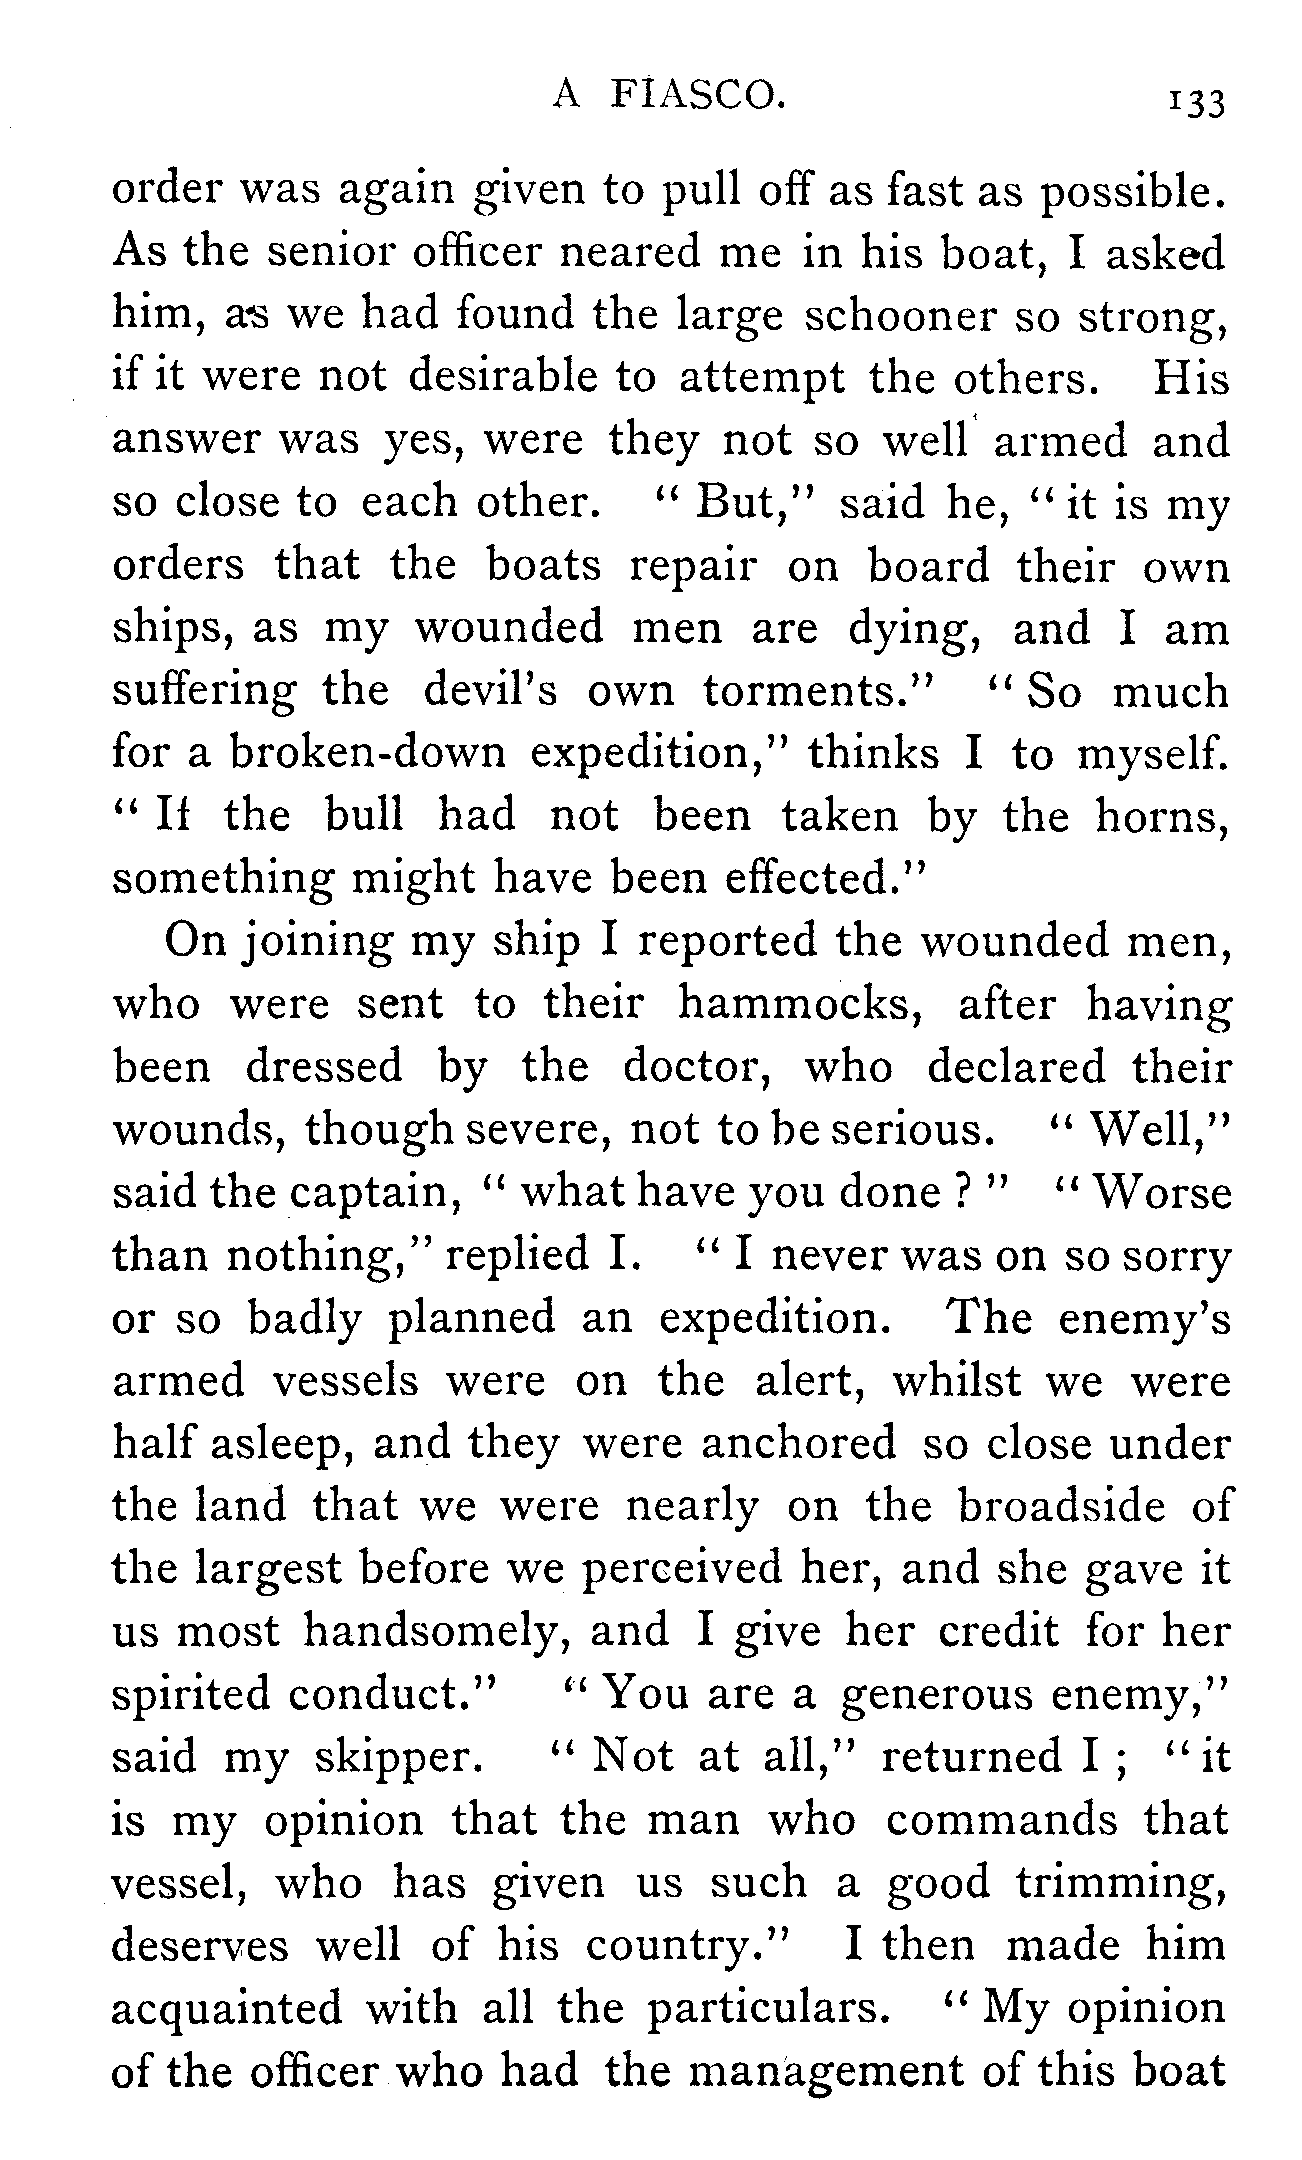 A FIASCO. 133
order was again given to pull off as fast as possible.
As the senior officer neared me in his boat, I asked
him, as we had found the large schooner so strong,
if it were not desirable to attempt the others. His
answer was yes, were they not so well armed and
so close to each other. " But," said he, " it is my
orders that the boats repair on board their own
ships, as my wounded men are dying, and I am
suffering the devil's own torments." " So much
for a broken-down expedition," thinks I to myself.
" If the bull had not been taken by the horns,
something might have been effected."
On joining my ship I reported the wounded men,
who were sent to their hammocks, after having
been dressed by the doctor, who declared their
wounds, though severe, not to be serious. " Well,"
said the captain, " what have you done ? " " Worse
than nothing," replied I. " I never was on so sorry
or so badly planned an expedition. The enemy's
armed vessels were on the alert, whilst we were
half asleep, and they were anchored so close under
the land that we were nearly on the broadside of
the largest before we perceived her, and she gave it
us most handsomely, and I give her credit for her
spirited conduct." " You are a generous enemy,"
said my skipper. " Not at all," returned I ; " it
is my opinion that the man who commands that
vessel, who has given us such a good trimming,
deserves well of his country." I then made him
acquainted with all the particulars. " My opinion
of the officer who had the management of this boat